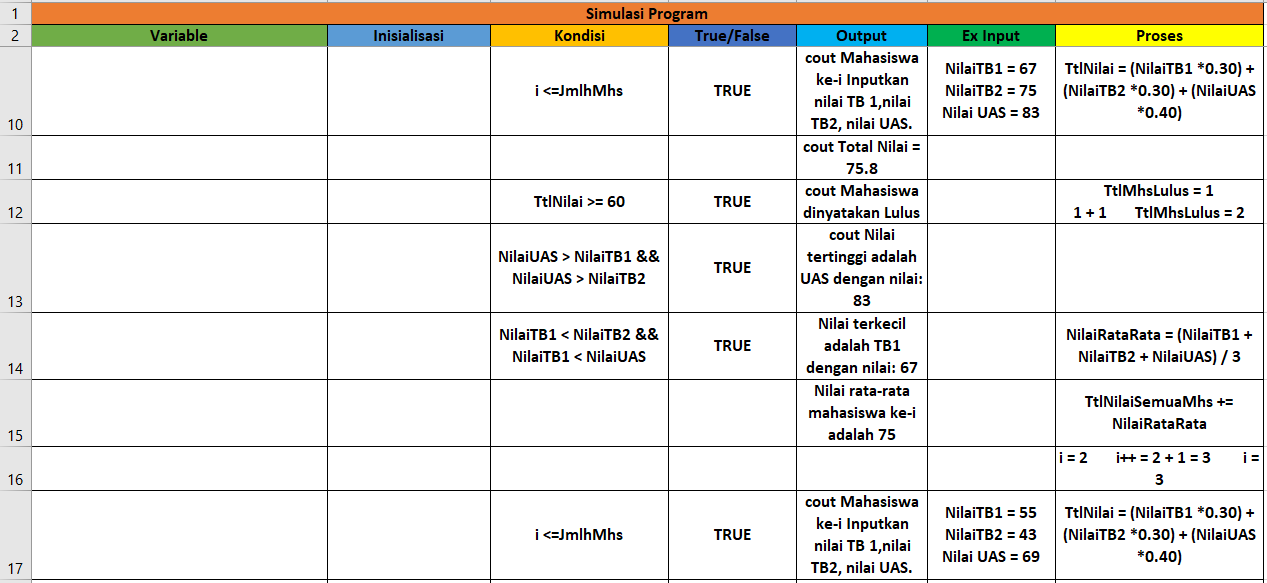 1 Simulasi Program
2 Variable Inisialisasi Kondisi True/False Output Ex Input Proses
10
i <=JmlhMhs
TRUE
cout Mahasiswa
ke-i Inputkan
nilai TB 1,nilai
TB2, nilai UAS.
NilaiTB1 = 67
NilaiTB2 = 75
Nilai UAS = 83
TtlNilai = (NilaiTB1 *0.30) +
(NilaiTB2 *0.30) + (NilaiUAS
*0.40)
11
cout Total Nilai =
75.8
12
TtlNilai >= 60
TRUE
cout Mahasiswa
dinyatakan Lulus
TtlMhsLulus = 1
1 + 1 TtlMhsLulus = 2
13
NilaiUAS > NilaiTB1 &&
NilaiUAS > NilaiTB2
TRUE
cout Nilai
tertinggi adalah
UAS dengan nilai:
83
14
NilaiTB1 < NilaiTB2 &&
NilaiTB1 < NilaiUAS
TRUE
Nilai terkecil
adalah TB1
dengan nilai: 67
NilaiRataRata = (NilaiTB1 +
NilaiTB2 + NilaiUAS) / 3
15
Nilai rata-rata
mahasiswa ke-i
adalah 75
TtlNilaiSemuaMhs +=
NilaiRataRata
16
i = 2 i++ = 2 + 1 = 3 i =
3
17
i <=JmlhMhs
TRUE
cout Mahasiswa
ke-i Inputkan
nilai TB 1,nilai
TB2, nilai UAS.
NilaiTB1 = 55
NilaiTB2 = 43
Nilai UAS = 69
TtlNilai = (NilaiTB1 *0.30) +
(NilaiTB2 *0.30) + (NilaiUAS
*0.40)